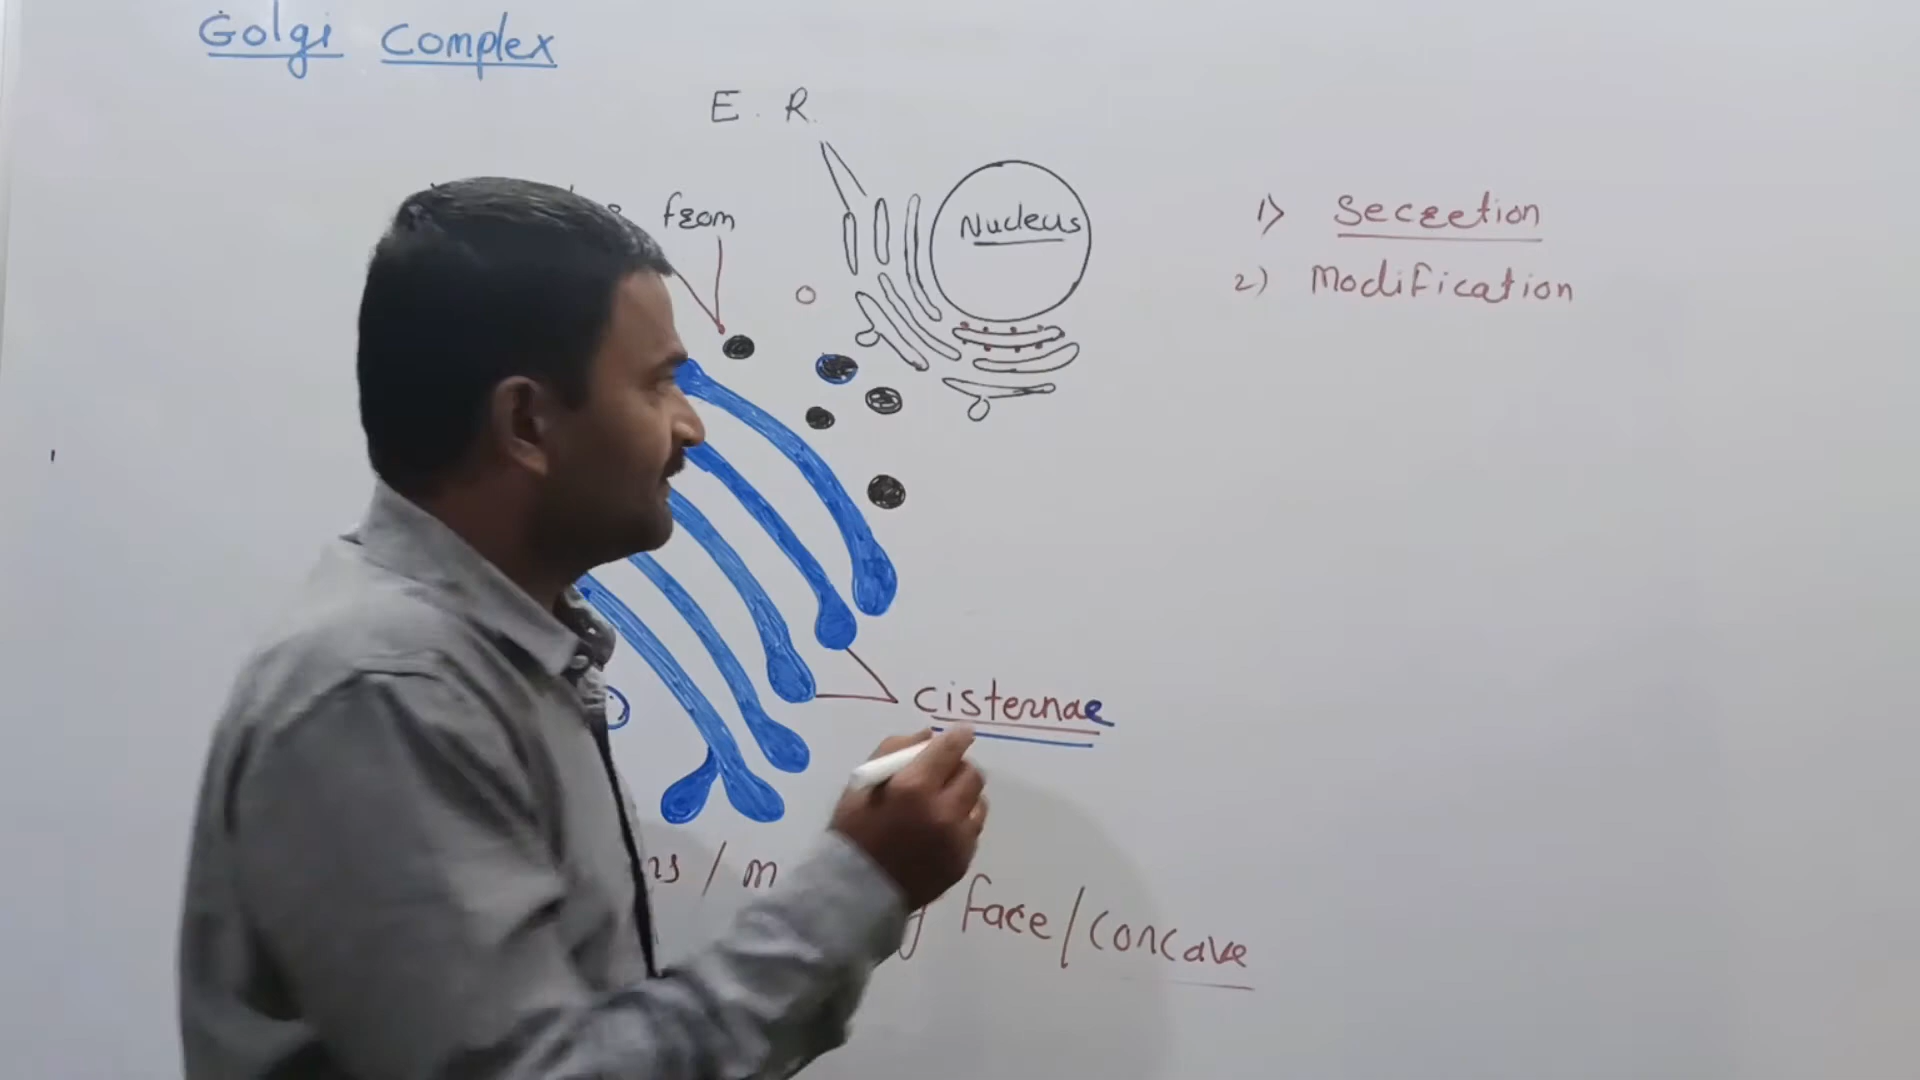 Golgi Complex
E. R.
from
Nucleus
1) Secretion
2) Modification
Cisternae
/ m
face/concave